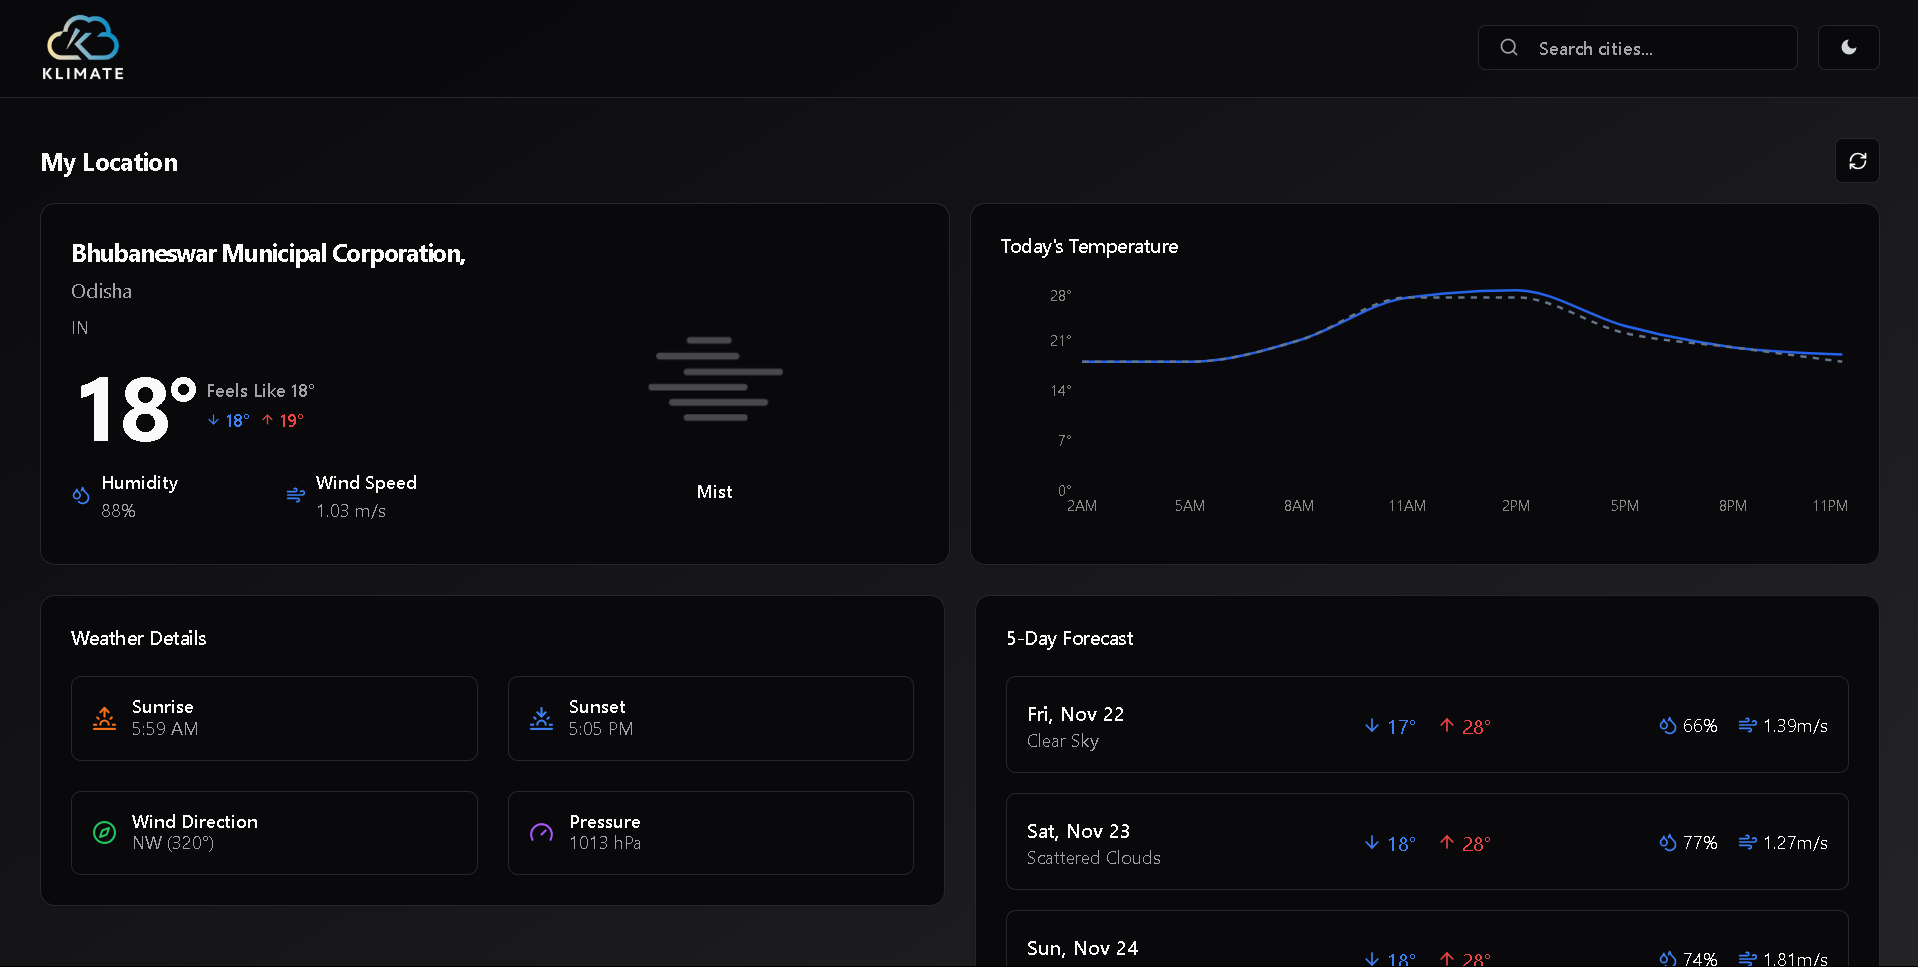 KLIMATE
Search cities...
My Location
Bhubaneswar Municipal Corporation,
Odisha
IN
18°
Feels Like 18°
↓ 18° ↑ 19°
Humidity
88%
Wind Speed
1.03 m/s
Mist
Today's Temperature
28°
21°
14°
7°
0°
2AM 5AM 8AM 11AM 2PM 5PM 8PM 11PM
Weather Details
Sunrise
5:59 AM
Sunset
5:05 PM
Wind Direction
NW (320°)
Pressure
1013 hPa
5-Day Forecast
Fri, Nov 22
Clear Sky
↓ 17° ↑ 28° 66% 1.39m/s
Sat, Nov 23
Scattered Clouds
↓ 18° ↑ 28° 77% 1.27m/s
Sun, Nov 24
↓ 18° ↑ 28° 74% 1.81m/s